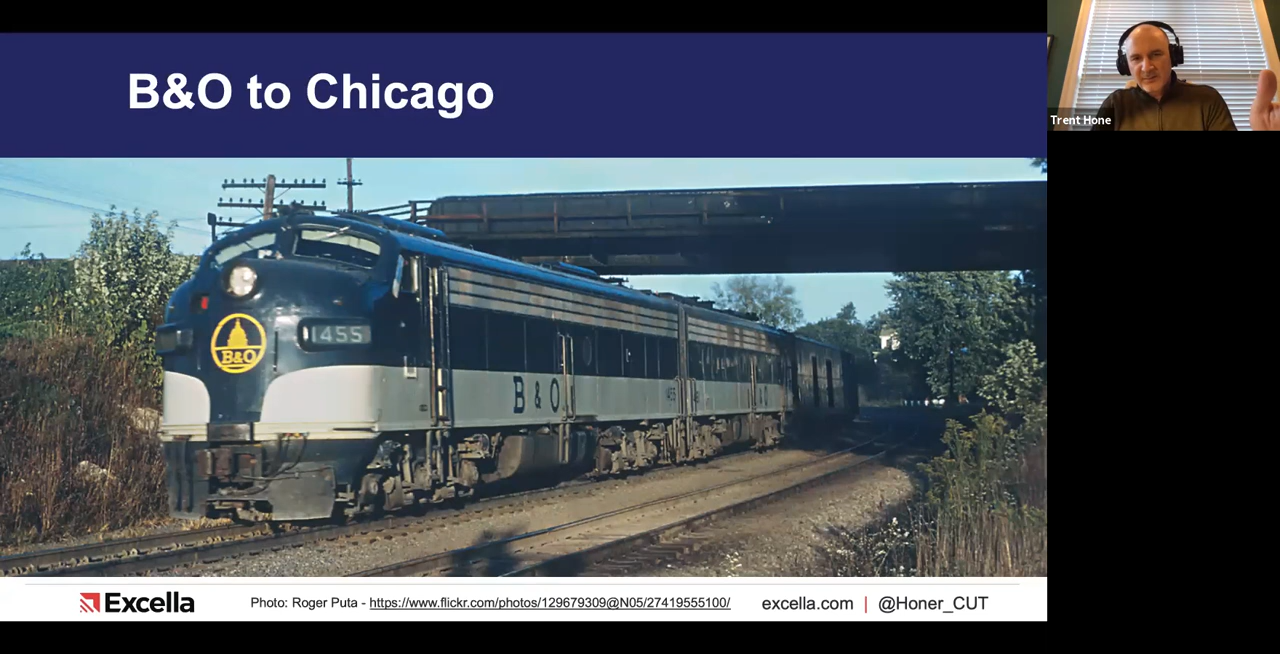 B&O to Chicago
Trent Hone
1455
B&O
B & O
1455
Excella
Photo: Roger Puta - https://www.flickr.com/photos/129679309@N05/27419555100/
excella.com | @Honer_CUT